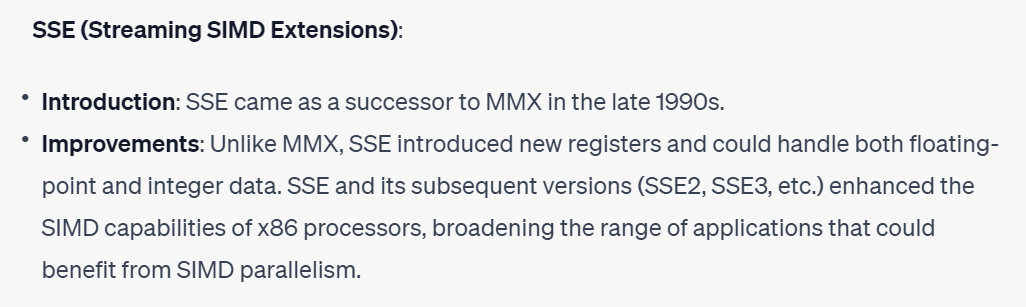 SSE (Streaming SIMD Extensions):
• Introduction: SSE came as a successor to MMX in the late 1990s.
• Improvements: Unlike MMX, SSE introduced new registers and could handle both floating-
point and integer data. SSE and its subsequent versions (SSE2, SSE3, etc.) enhanced the
SIMD capabilities of x86 processors, broadening the range of applications that could
benefit from SIMD parallelism.